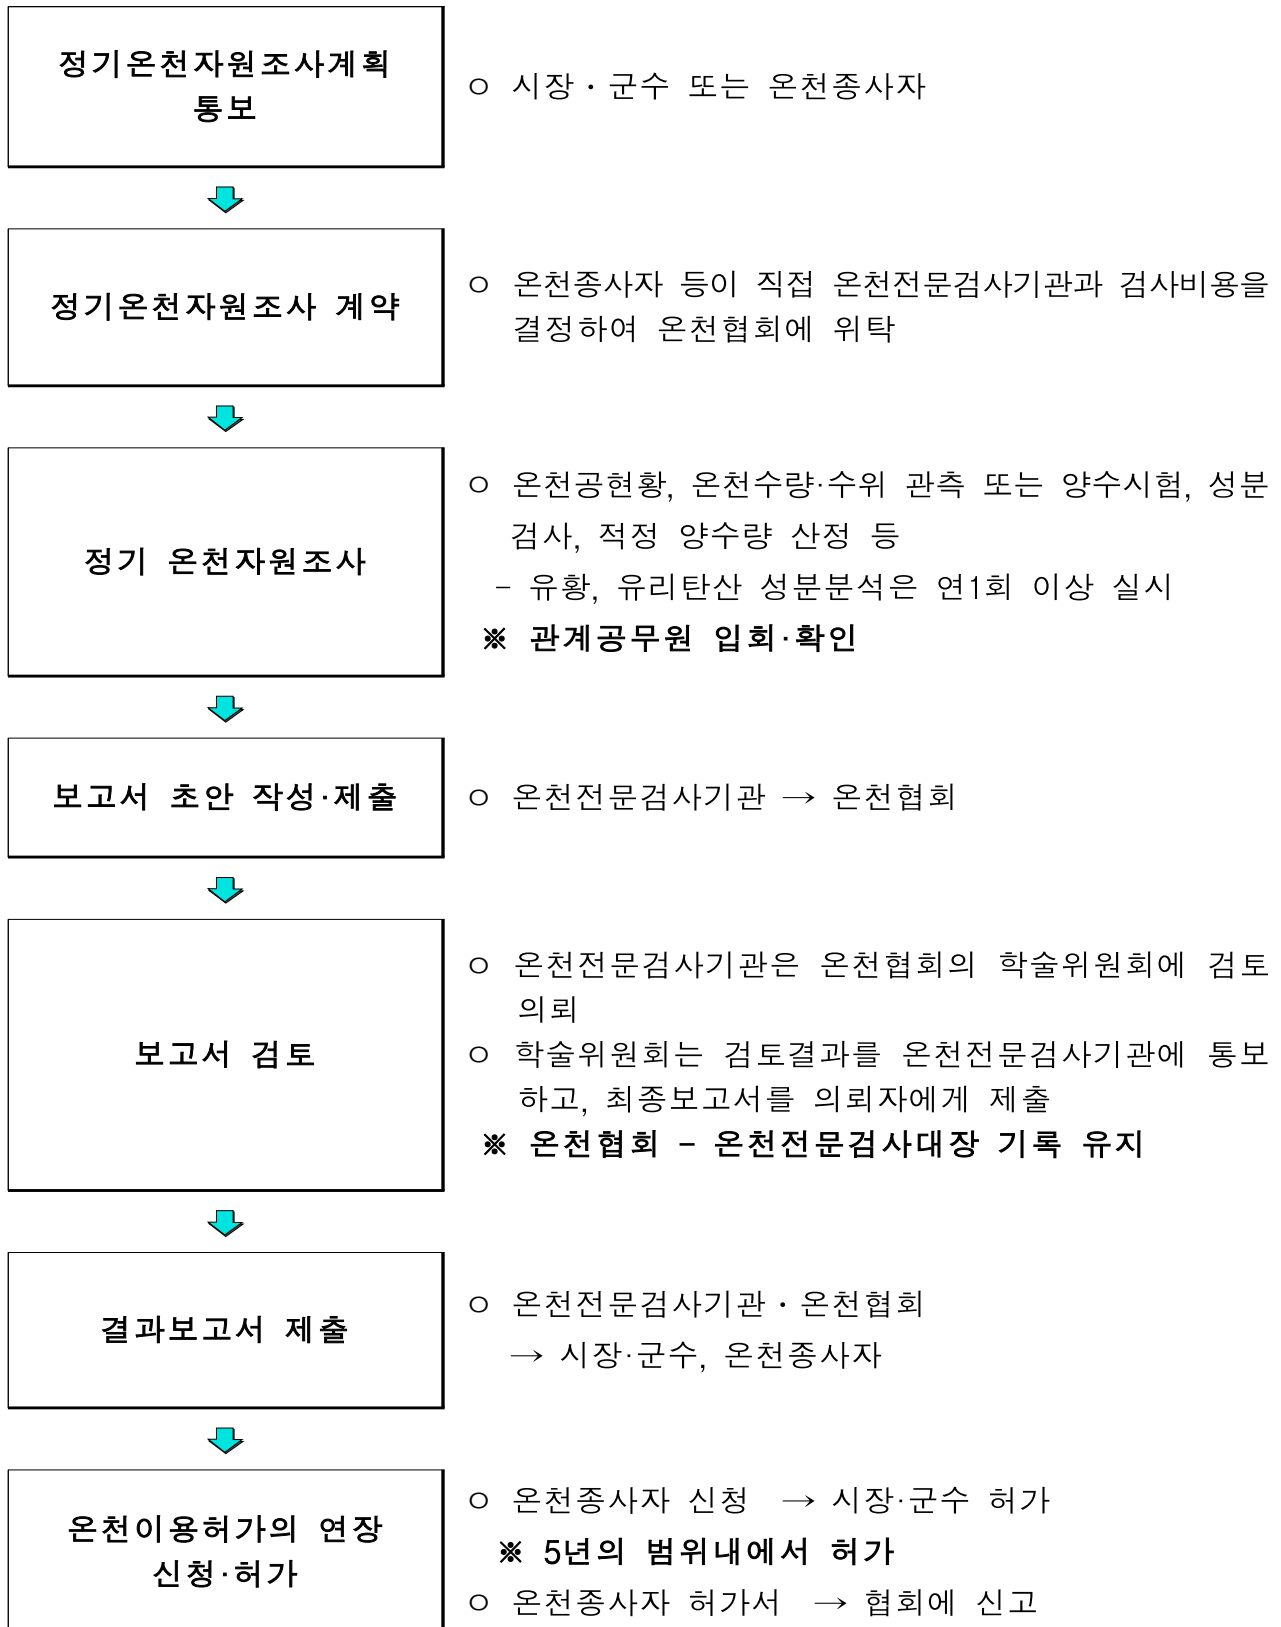 정기온천자원조사계획
통보
ㅇ 시장・군수 또는 온천종사자
정기온천자원조사 계약
ㅇ 온천종사자 등이 직접 온천전문검사기관과 검사비용을
결정하여 온천협회에 위탁
정기 온천자원조사
ㅇ 온천공현황, 온천수량·수위 관측 또는 양수시험, 성분
검사, 적정 양수량 산정 등
- 유황, 유리탄산 성분분석은 연1회 이상 실시
※ 관계공무원 입회·확인
보고서 초안 작성·제출
ㅇ 온천전문검사기관 → 온천협회
보고서 검토
ㅇ 온천전문검사기관은 온천협회의 학술위원회에 검토
의뢰
ㅇ 학술위원회는 검토결과를 온천전문검사기관에 통보
하고, 최종보고서를 의뢰자에게 제출
※ 온천협회 - 온천전문검사대장 기록 유지
결과보고서 제출
ㅇ 온천전문검사기관・온천협회
→ 시장·군수, 온천종사자
온천이용허가의 연장
신청·허가
ㅇ 온천종사자 신청 → 시장·군수 허가
※ 5년의 범위내에서 허가
ㅇ 온천종사자 허가서 → 협회에 신고